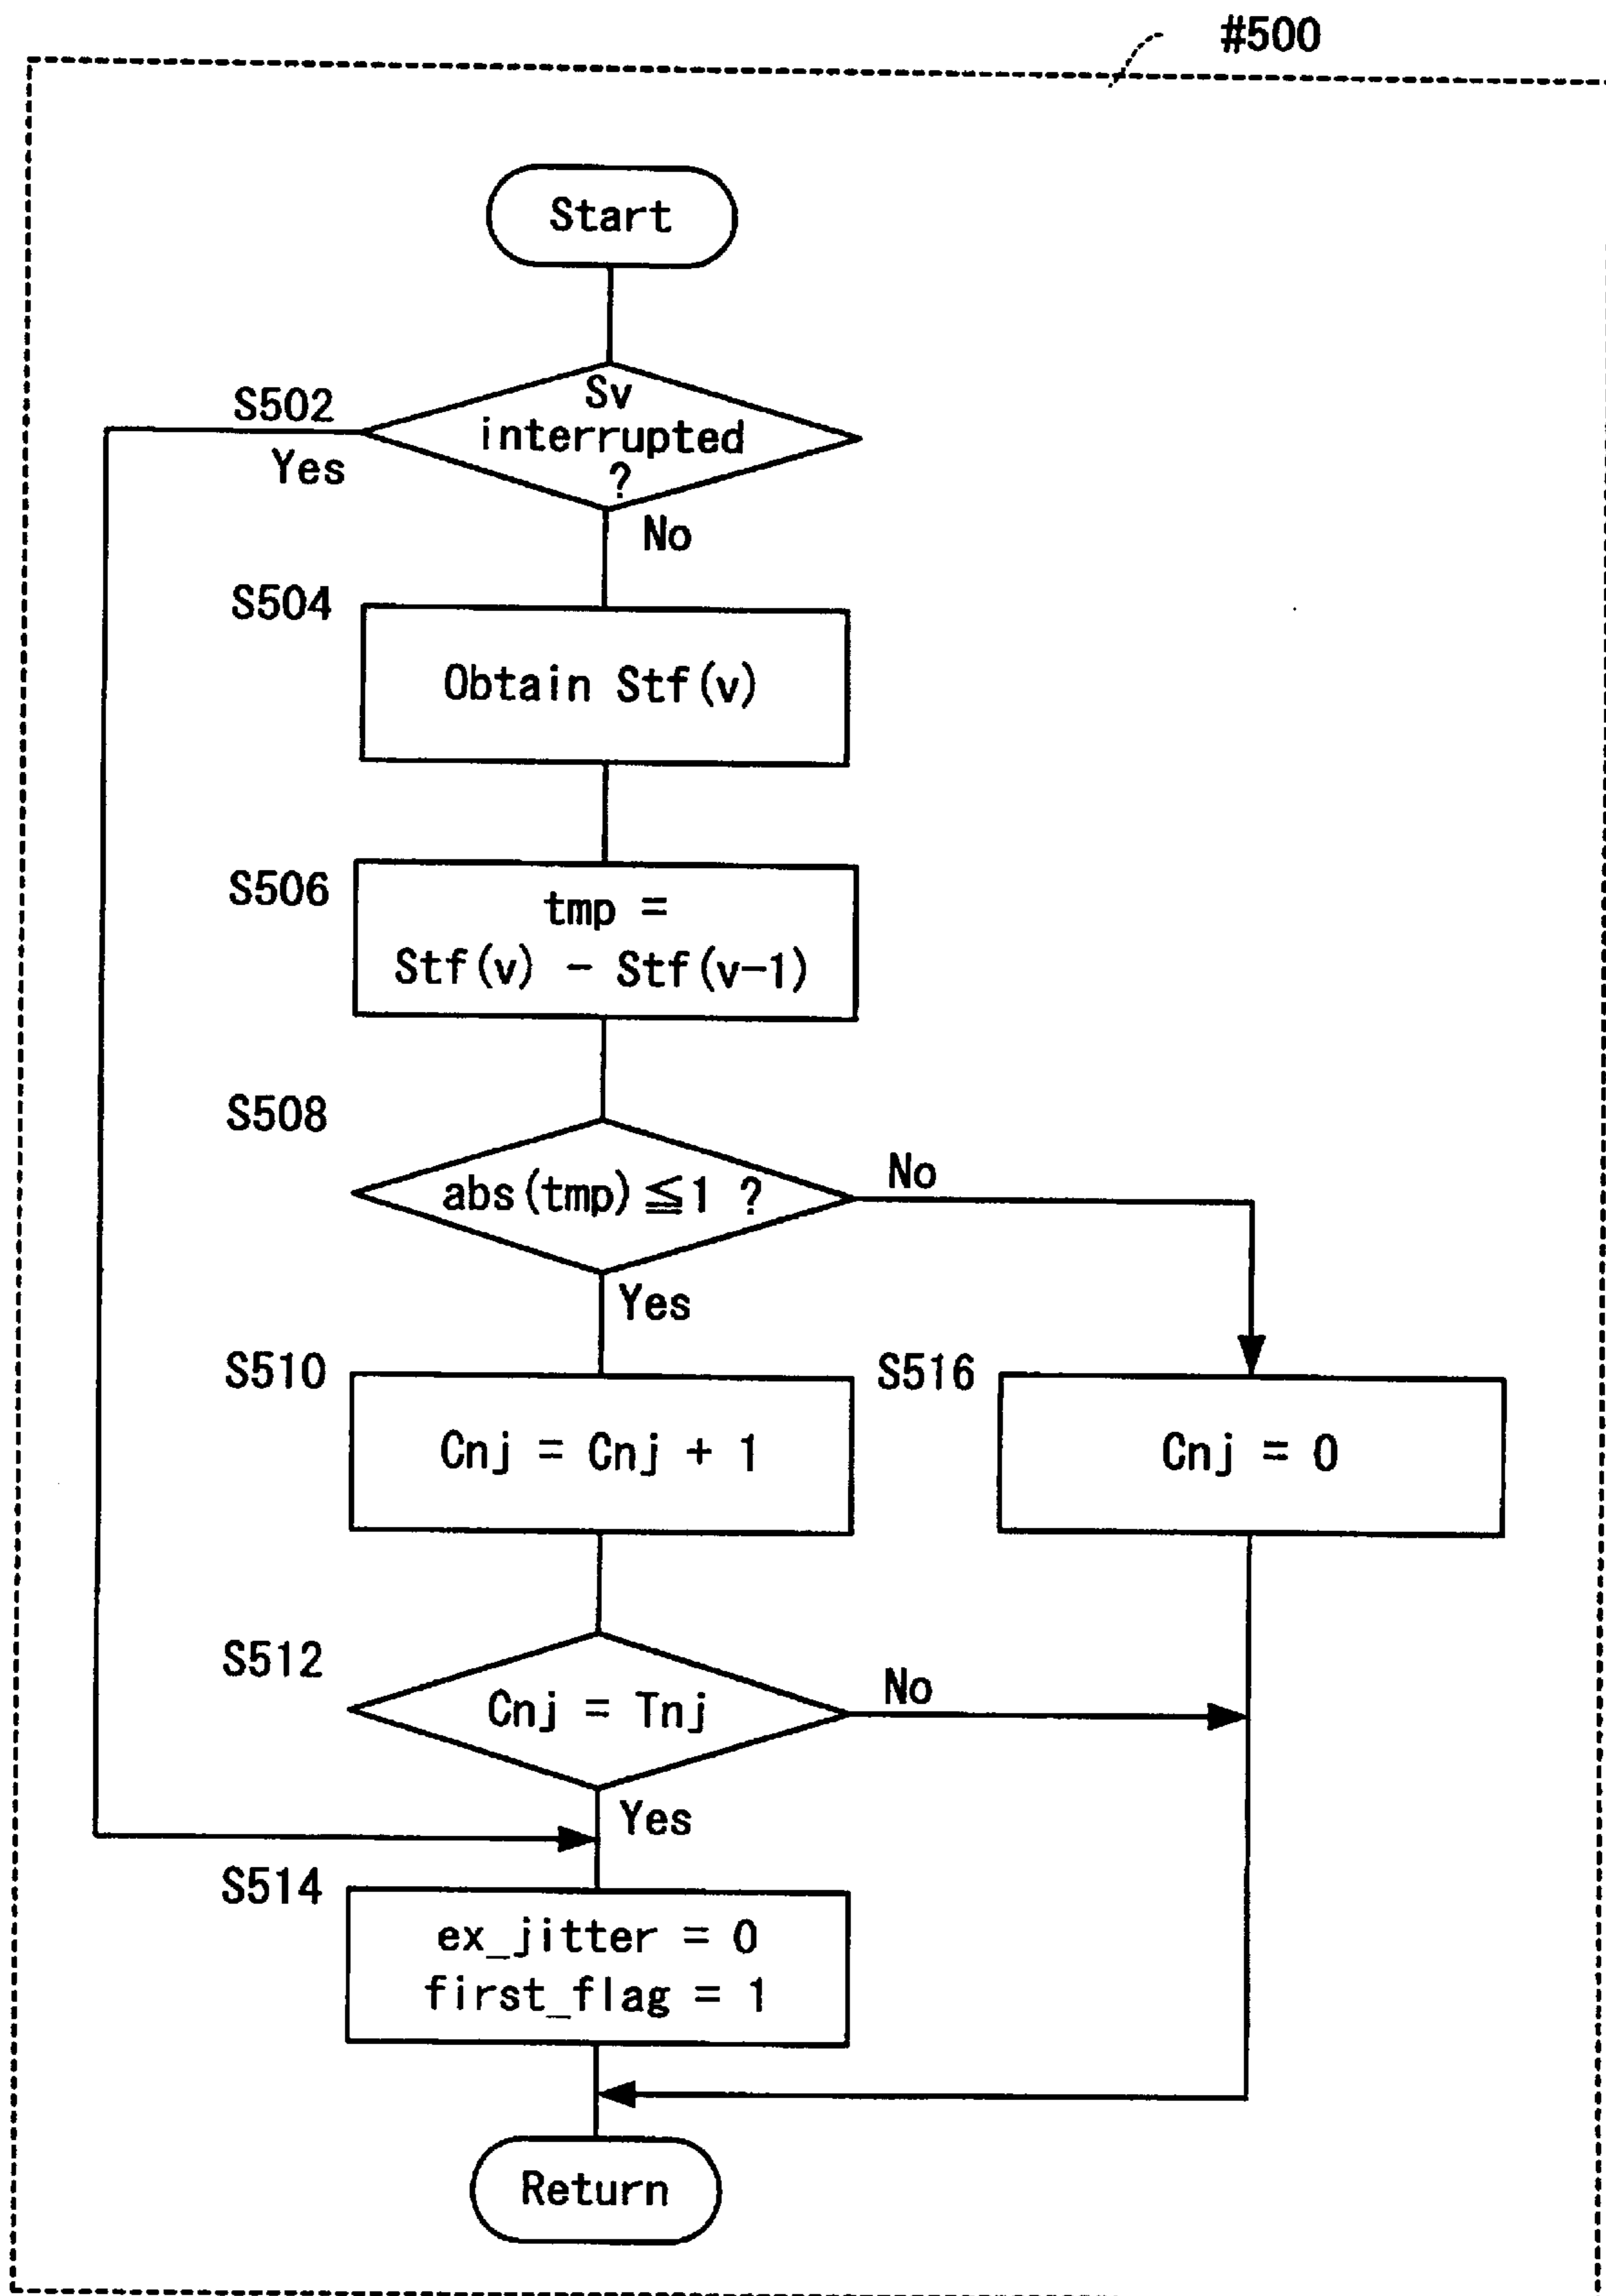 #500
Start
S502
Sv
interrupted
?
Yes
No
S504
Obtain Stf(v)
S506
tmp =
Stf(v) - Stf(v-1)
S508
abs(tmp)≦1 ?
No
Yes
S510
Cnj = Cnj + 1
S516
Cnj = 0
S512
Cnj = Tnj
No
Yes
S514
ex_jitter = 0
first_flag = 1
Return